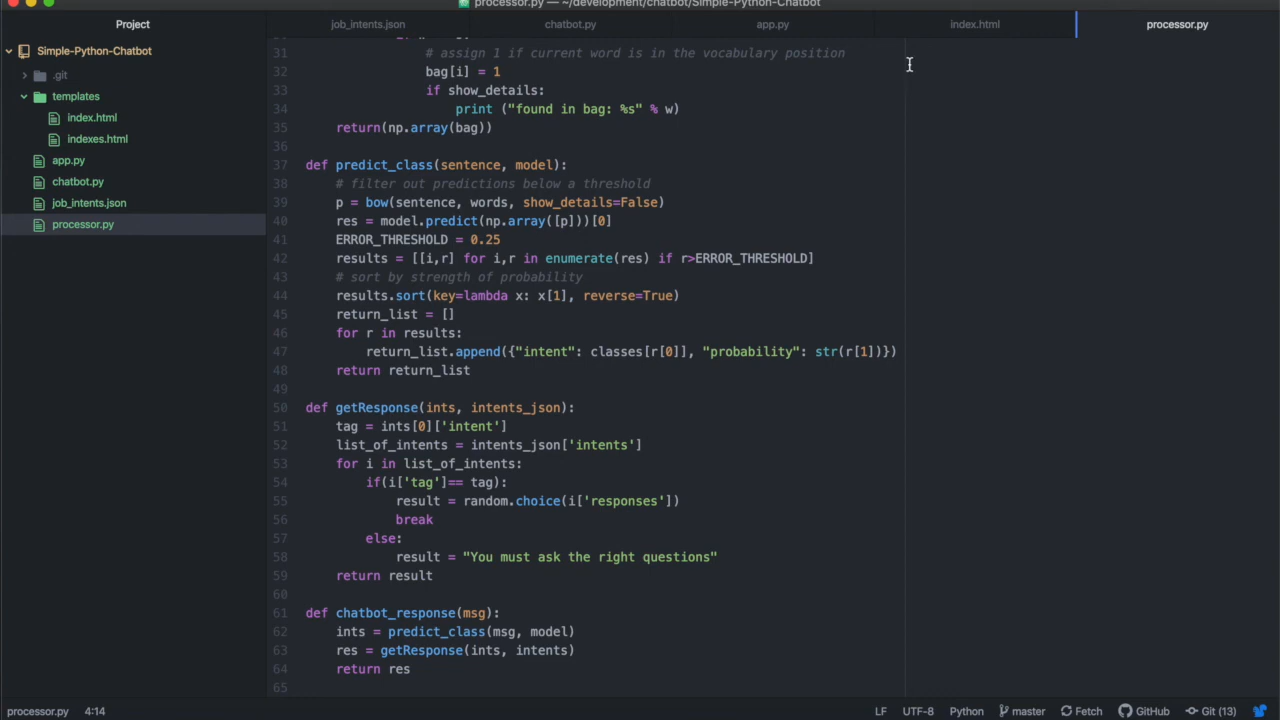 processor.py — ~/development/chatbot/Simple-Python-Chatbot
Project
job_intents.json
chatbot.py
app.py
index.html
processor.py
Simple-Python-Chatbot
.git
templates
index.html
indexes.html
app.py
chatbot.py
job_intents.json
processor.py
31 # assign 1 if current word is in the vocabulary position
32 bag[i] = 1
33 if show_details:
34 print ("found in bag: %s" % w)
35 return(np.array(bag))
36
37 def predict_class(sentence, model):
38 # filter out predictions below a threshold
39 p = bow(sentence, words, show_details=False)
40 res = model.predict(np.array([p]))[0]
41 ERROR_THRESHOLD = 0.25
42 results = [[i,r] for i,r in enumerate(res) if r>ERROR_THRESHOLD]
43 # sort by strength of probability
44 results.sort(key=lambda x: x[1], reverse=True)
45 return_list = []
46 for r in results:
47 return_list.append({"intent": classes[r[0]], "probability": str(r[1])})
48 return return_list
49
50 def getResponse(ints, intents_json):
51 tag = ints[0]['intent']
52 list_of_intents = intents_json['intents']
53 for i in list_of_intents:
54 if(i['tag']== tag):
55 result = random.choice(i['responses'])
56 break
57 else:
58 result = "You must ask the right questions"
59 return result
60
61 def chatbot_response(msg):
62 ints = predict_class(msg, model)
63 res = getResponse(ints, intents)
64 return res
65
processor.py 4:14 LF UTF-8 Python master Fetch GitHub Git (13)